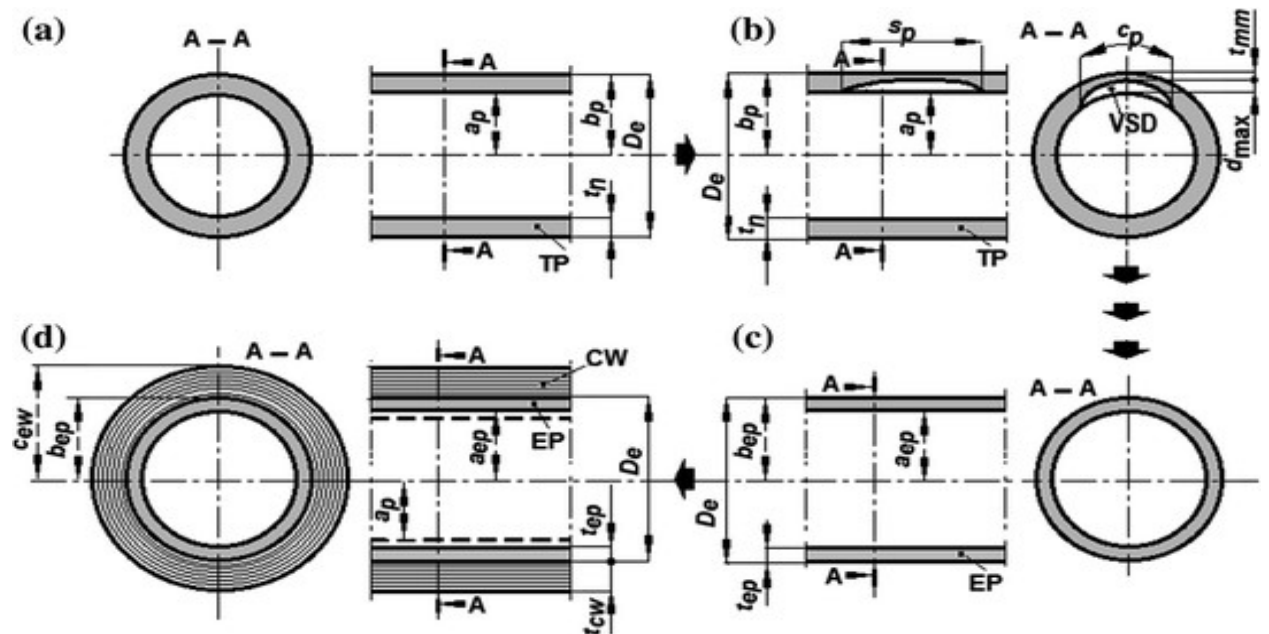 (a)
A – A
A
a_p
b_p
D_e
t_n
A
TP
(b)
s_p
A – A
c_p
t_mm
A
b_p
a_p
D_e
VSD
d_max
t_n
A
TP
(d)
A – A
A
CW
c_ew
b_ep
EP
a_ep
D_e
a_p
t_ep
A
t_cw
(c)
A
A – A
b_ep
a_ep
D_e
t_ep
A
EP